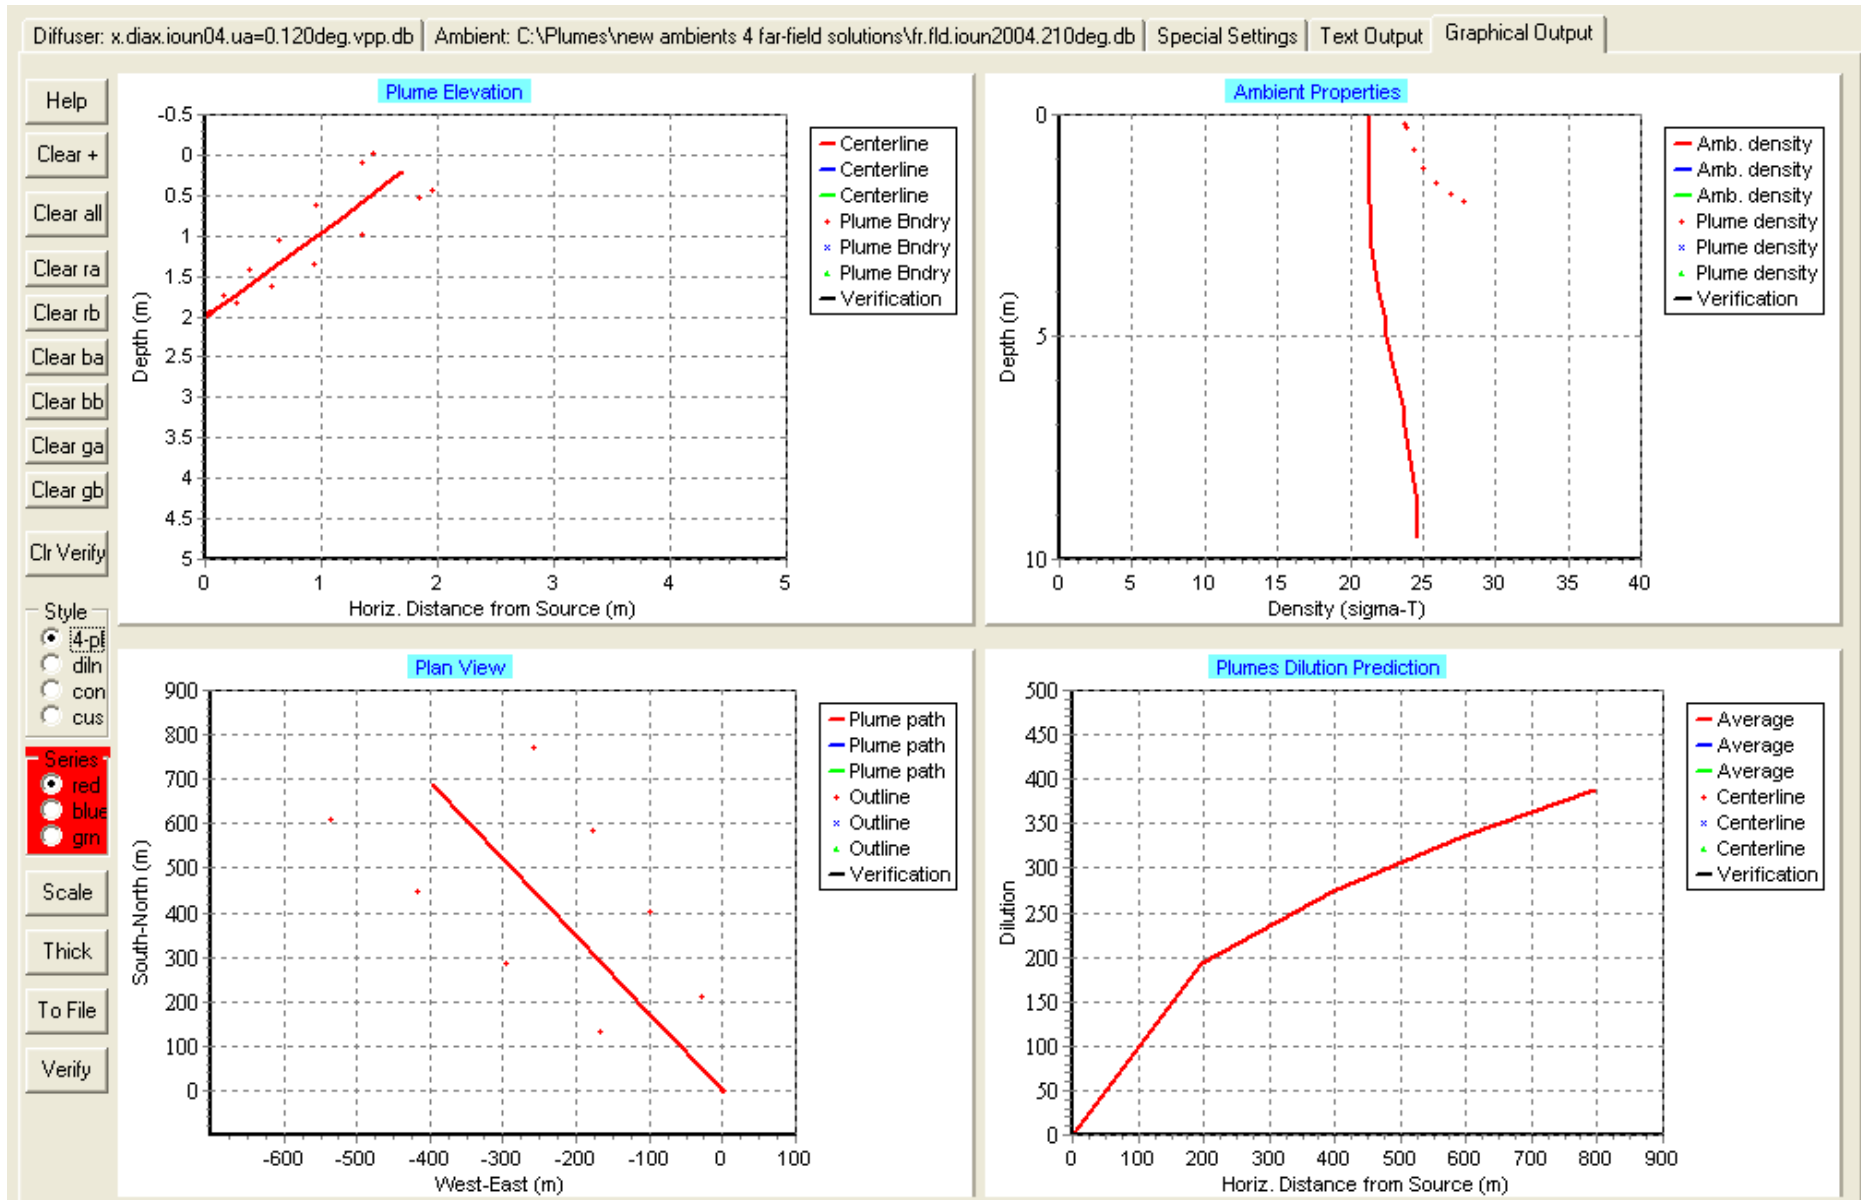 Diffuser: x.diax.ioun04.ua=0.120deg.vpp.db
Ambient: C:\Plumes\new ambients 4 far-field solutions\fr.fld.ioun2004.210deg.db
Special Settings
Text Output
Graphical Output
Help
Clear +
Clear all
Clear ra
Clear rb
Clear ba
Clear bb
Clear ga
Clear gb
Clr Verify
Style
4-pl
diln
con
cus
Series
red
blue
grn
Scale
Thick
To File
Verify
Plume Elevation
-0.5
0
0.5
1
1.5
2
2.5
3
3.5
4
4.5
5
Depth (m)
0 1 2 3 4 5
Horiz. Distance from Source (m)
Centerline
Centerline
Centerline
Plume Bndry
Plume Bndry
Plume Bndry
Verification
Ambient Properties
0
5
10
Depth (m)
0 5 10 15 20 25 30 35 40
Density (sigma-T)
Amb. density
Amb. density
Amb. density
Plume density
Plume density
Plume density
Verification
Plan View
900
800
700
600
500
400
300
200
100
0
South-North (m)
-600 -500 -400 -300 -200 -100 0 100
West-East (m)
Plume path
Plume path
Plume path
Outline
Outline
Outline
Verification
Plumes Dilution Prediction
500
450
400
350
300
250
200
150
100
50
0
Dilution
0 100 200 300 400 500 600 700 800 900
Horiz. Distance from Source (m)
Average
Average
Average
Centerline
Centerline
Centerline
Verification